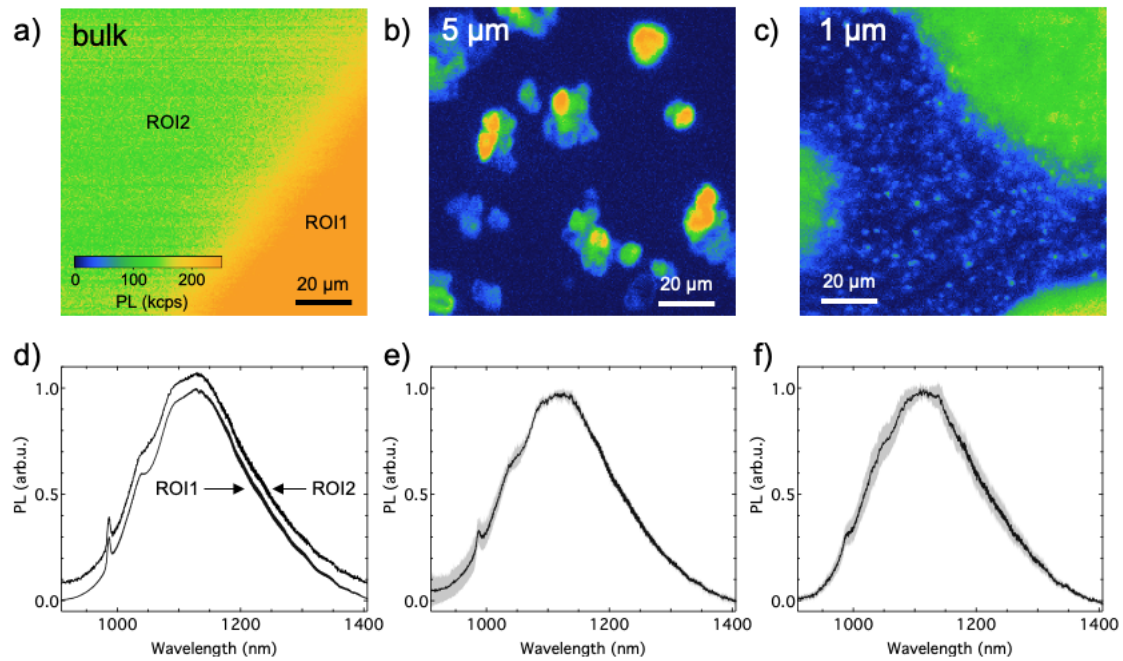 a) bulk
ROI2
ROI1
0 100 200
PL (kcps)
20 µm
b) 5 µm
20 µm
c) 1 µm
20 µm
d)
PL (arb.u.)
1.0
0.5
0.0
ROI1
ROI2
1000 1200 1400
Wavelength (nm)
e)
PL (arb.u.)
1.0
0.5
0.0
1000 1200 1400
Wavelength (nm)
f)
PL (arb.u.)
1.0
0.5
0.0
1000 1200 1400
Wavelength (nm)